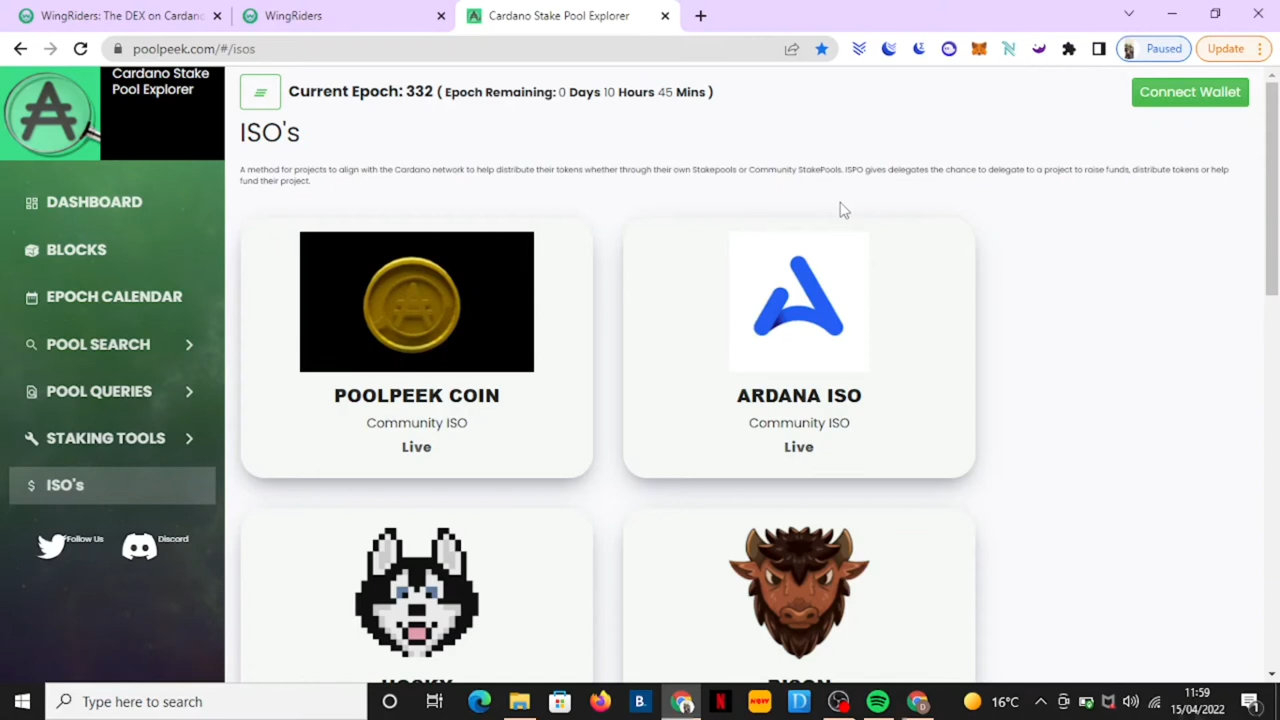 WingRiders: The DEX on Cardano
WingRiders
Cardano Stake Pool Explorer
poolpeek.com/#/isos
Paused
Update
Cardano Stake
Pool Explorer
Current Epoch: 332 ( Epoch Remaining: 0 Days 10 Hours 45 Mins )
Connect Wallet
ISO's
A method for projects to align with the Cardano network to help distribute their tokens whether through their own Stakepools or Community StakePools. ISPO gives delegates the chance to delegate to a project to raise funds, distribute tokens or help
fund their project.
DASHBOARD
BLOCKS
EPOCH CALENDAR
POOL SEARCH
POOL QUERIES
STAKING TOOLS
$ ISO's
Follow Us
Discord
POOLPEEK COIN
Community ISO
Live
ARDANA ISO
Community ISO
Live
HOSKY
BISON
Type here to search
16°C
11:59
15/04/2022